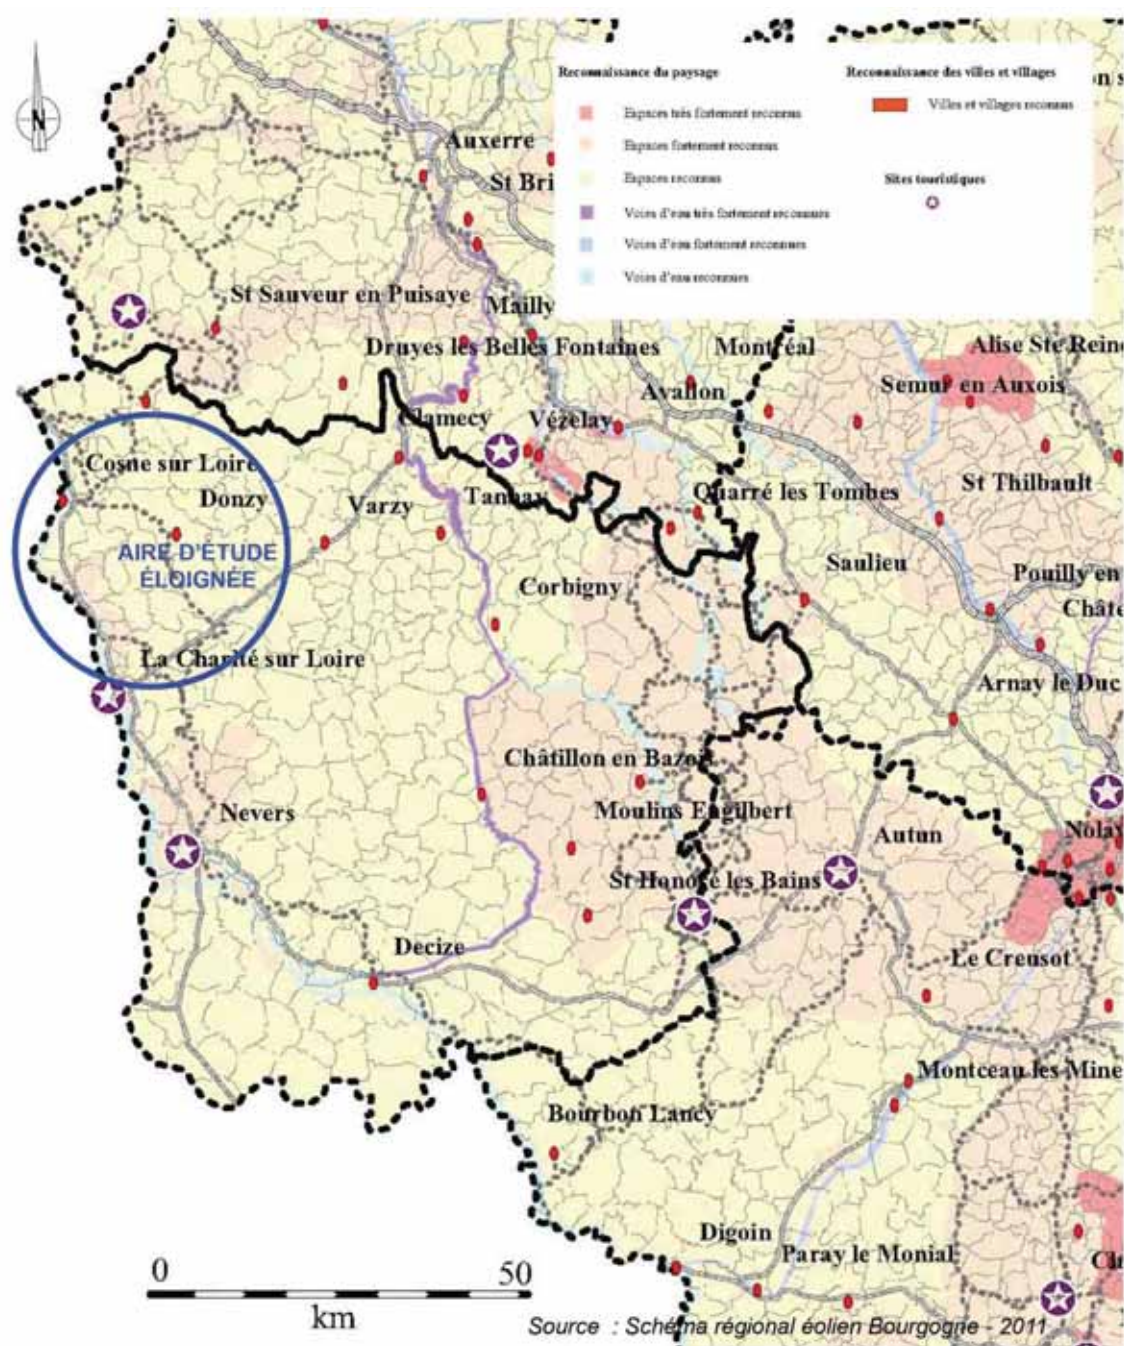 N
Reconnaissance du paysage
Espaces très fortement reconnus
Espaces fortement reconnus
Espaces reconnus
Voies d'eau très fortement reconnues
Voies d'eau fortement reconnues
Voies d'eau reconnues
Reconnaissance des villes et villages
Villes et villages reconnus
Sites touristiques
on s
Auxerre
St Bri
St Sauveur en Puisaye
Mailly
Druyes les Belles Fontaines
Montréal
Alise Ste Reine
Semur en Auxois
Avallon
Clamecy
Vézelay
Cosne sur Loire
Donzy
Varzy
Tannay
Quarré les Tombes
St Thilbault
AIRE D'ÉTUDE
ÉLOIGNÉE
Corbigny
Saulieu
Pouilly en
Châte
La Charité sur Loire
Arnay le Duc
Châtillon en Bazois
Nevers
Moulins Engilbert
Autun
Nolay
St Honoré les Bains
Decize
Le Creusot
Montceau les Mine
Bourbon Lancy
Digoin
Paray le Monial
0
50
km
Source : Schéma régional éolien Bourgogne - 2011